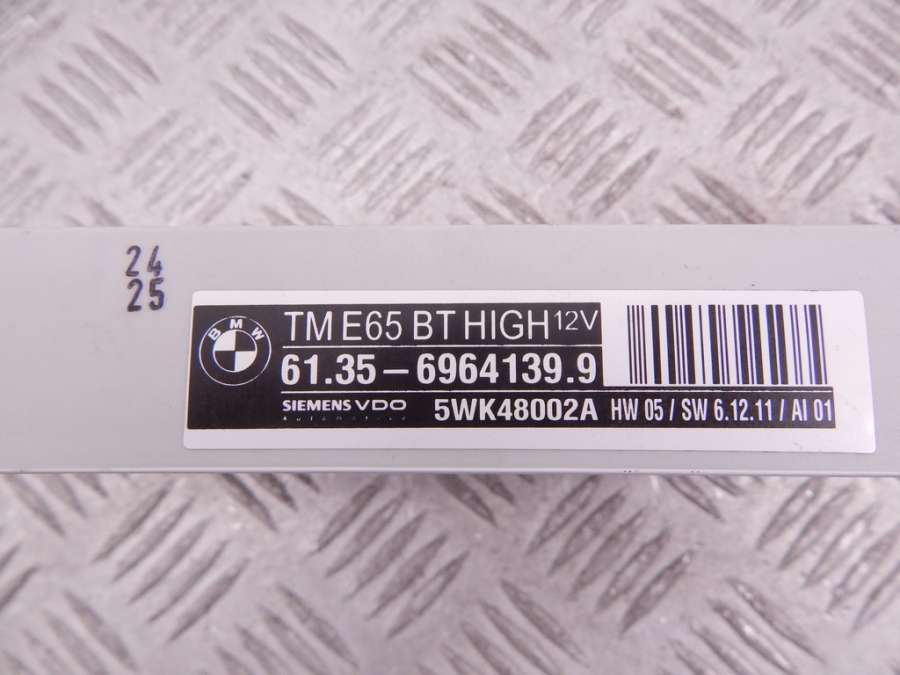 24
25
BMW
TM E65 BT HIGH 12V
61.35 – 6964139.9
SIEMENS VDO
Automotive
5WK48002A HW 05 / SW 6.12.11 / AI 01